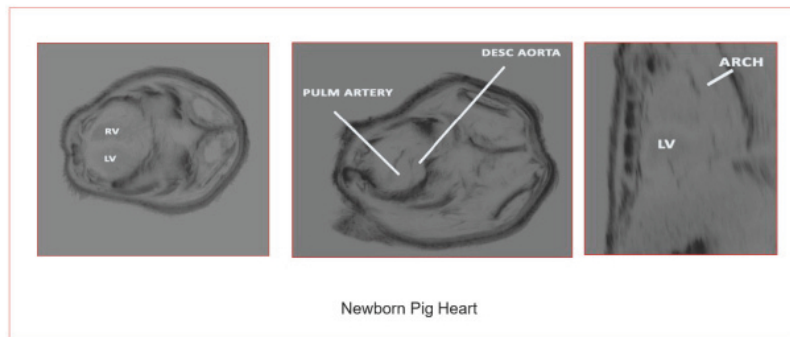 RV
LV
DESC AORTA
PULM ARTERY
ARCH
LV
Newborn Pig Heart